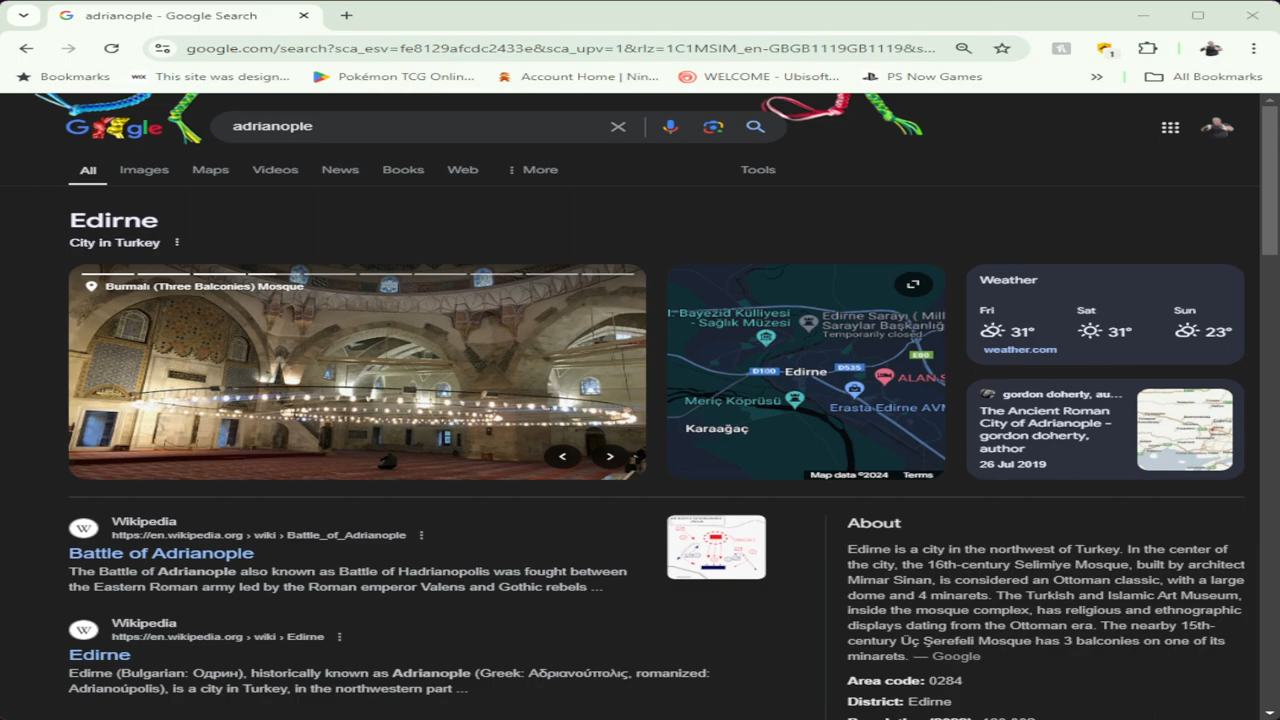 adrianople - Google Search
google.com/search?sca_esv=fe8129afcdc2433e&sca_upv=1&rlz=1C1MSIM_en-GBGB1119GB1119&s...
1
Bookmarks
WIX This site was design...
Pokémon TCG Onlin...
Account Home | Nin...
WELCOME - Ubisoft...
PS Now Games
»
All Bookmarks
Google
adrianople
All Images Maps Videos News Books Web More Tools
Edirne
City in Turkey
Burmalı (Three Balconies) Mosque
I. Bayezid Külliyesi
- Sağlık Müzesi
Edirne Sarayı ( Mill
Saraylar Başkanlığı
Temporarily closed
E80
D100 Edirne D535
ALAN S
Meriç Köprüsü
Erasta Edirne AVM
Karaağaç
Map data ©2024 Terms
Weather
Fri Sat Sun
31° 31° 23°
weather.com
gordon doherty, au...
The Ancient Roman
City of Adrianople –
gordon doherty,
author
26 Jul 2019
W Wikipedia
https://en.wikipedia.org › wiki › Battle_of_Adrianople
Battle of Adrianople
The Battle of Adrianople also known as Battle of Hadrianopolis was fought between
the Eastern Roman army led by the Roman emperor Valens and Gothic rebels ...
W Wikipedia
https://en.wikipedia.org › wiki › Edirne
Edirne
Edirne (Bulgarian: Одрин), historically known as Adrianople (Greek: Αδριανούπολις, romanized:
Adrianoúpolis), is a city in Turkey, in the northwestern part ...
About
Edirne is a city in the northwest of Turkey. In the center of
the city, the 16th-century Selimiye Mosque, built by architect
Mimar Sinan, is considered an Ottoman classic, with a large
dome and 4 minarets. The Turkish and Islamic Art Museum,
inside the mosque complex, has religious and ethnographic
displays dating from the Ottoman era. The nearby 15th-
century Üç Şerefeli Mosque has 3 balconies on one of its
minarets. — Google
Area code: 0284
District: Edirne